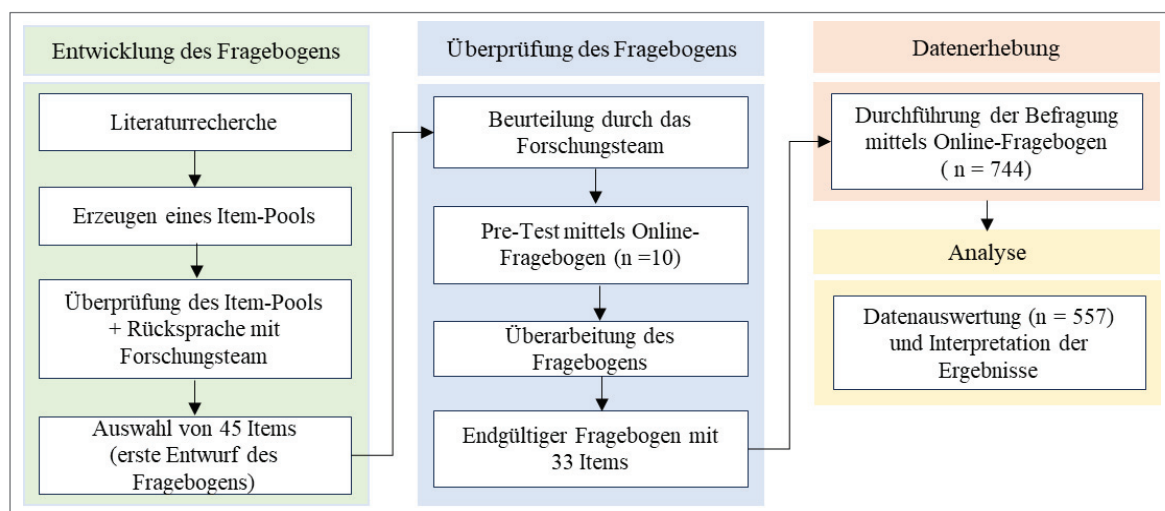 Entwicklung des Fragebogens
Literaturrecherche
Erzeugen eines Item-Pools
Überprüfung des Item-Pools
+ Rücksprache mit
Forschungsteam
Auswahl von 45 Items
(erste Entwurf des
Fragebogens)
Überprüfung des Fragebogens
Beurteilung durch das
Forschungsteam
Pre-Test mittels Online-
Fragebogen (n =10)
Überarbeitung des
Fragebogens
Endgültiger Fragebogen mit
33 Items
Datenerhebung
Durchführung der Befragung
mittels Online-Fragebogen
( n = 744)
Analyse
Datenauswertung (n = 557)
und Interpretation der
Ergebnisse